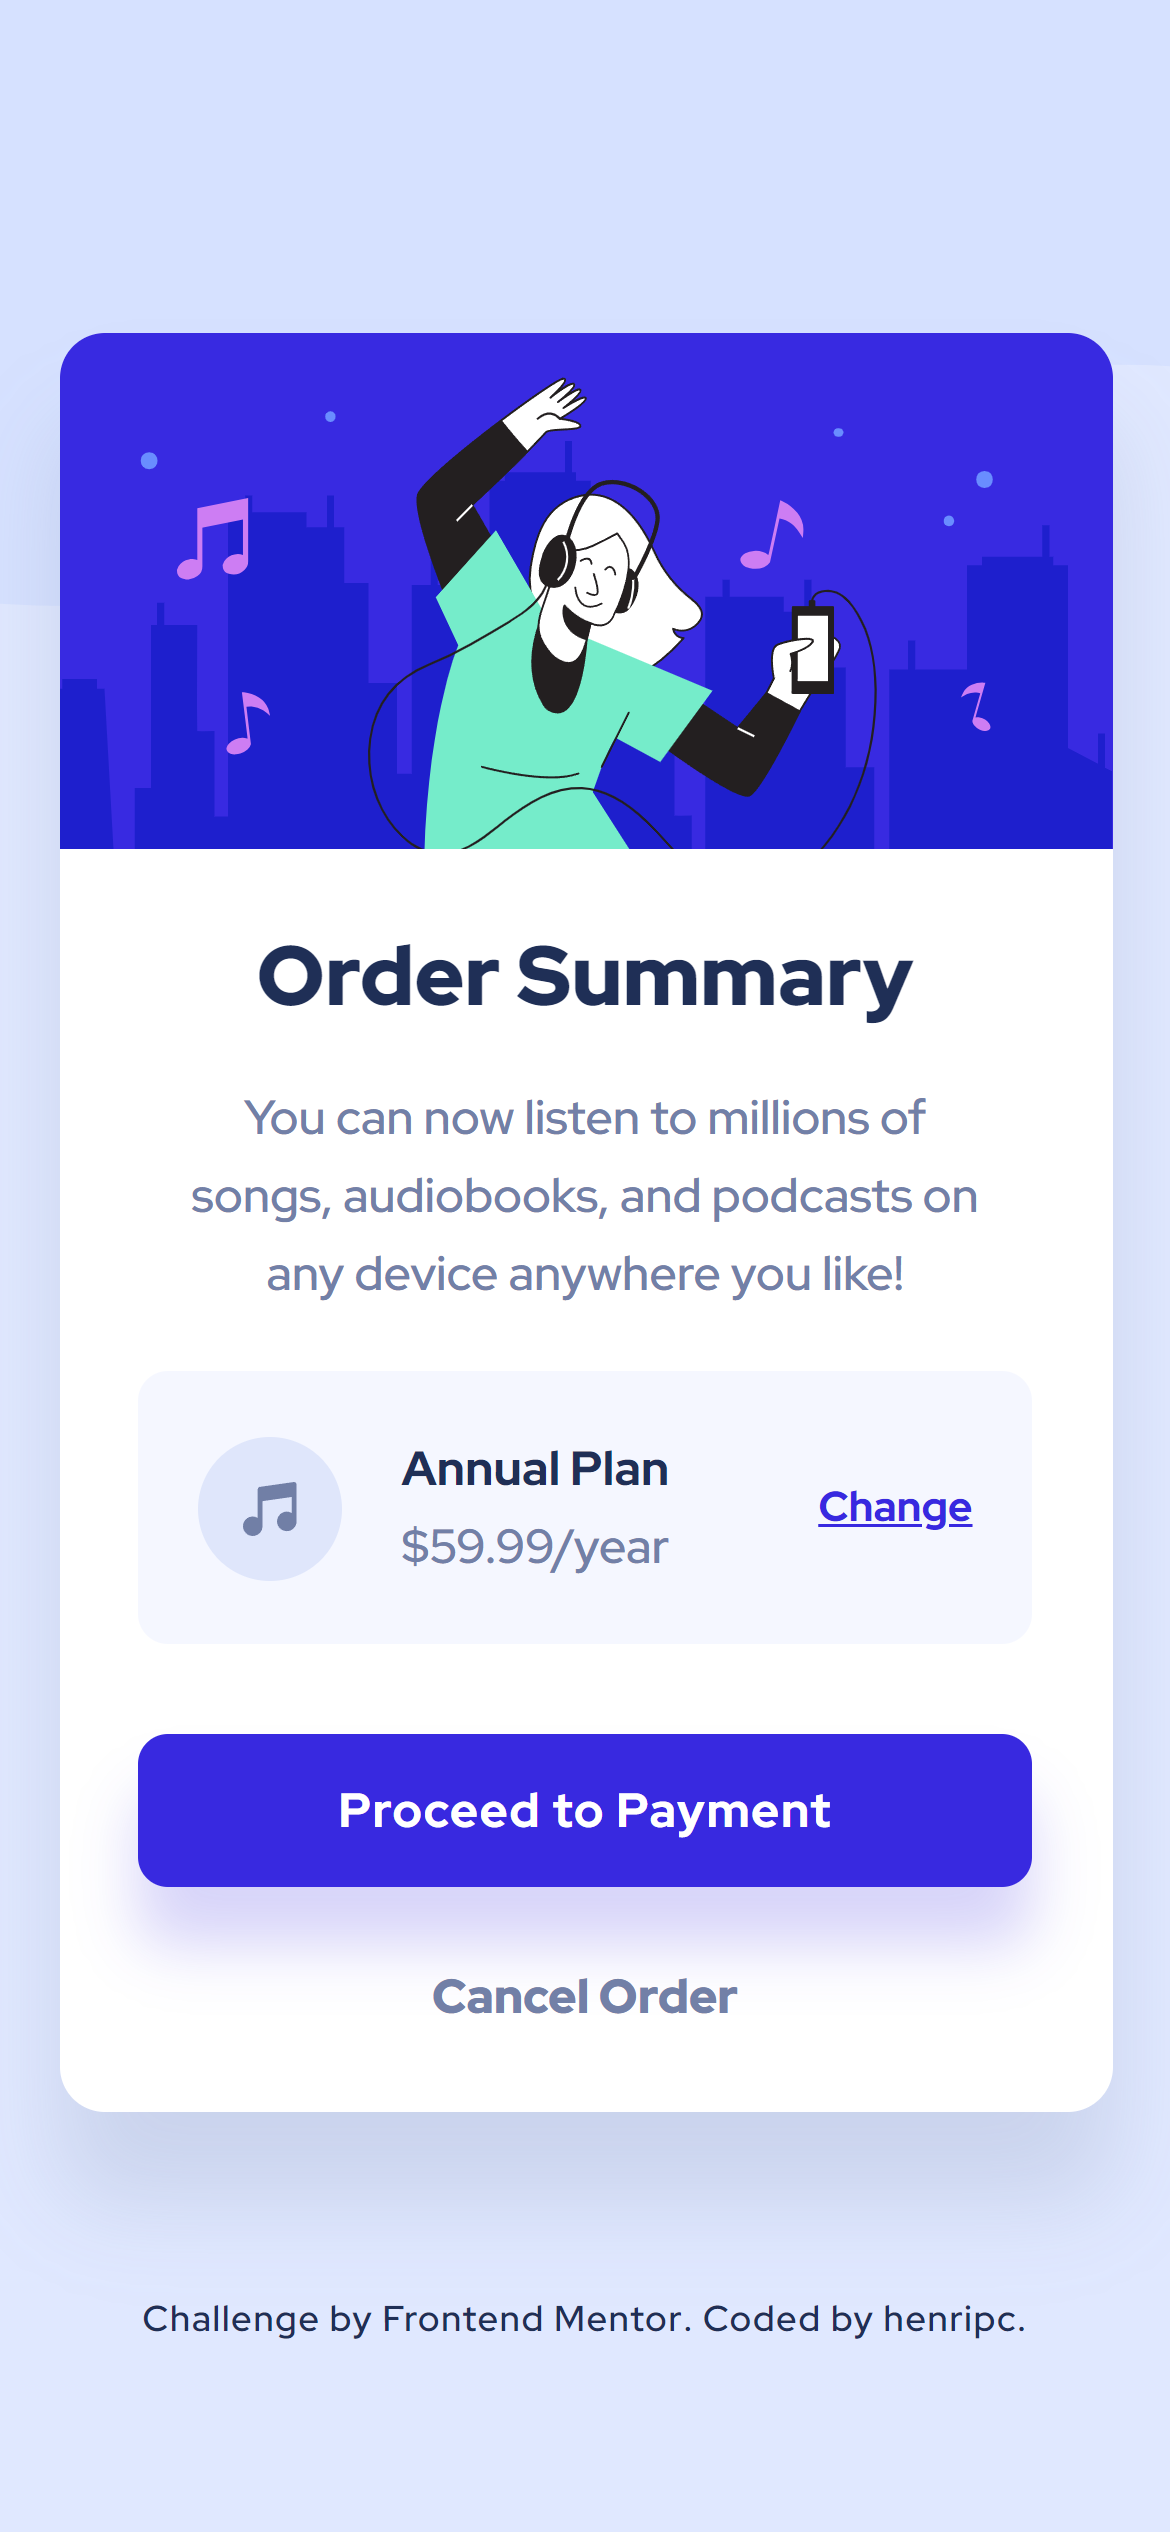 Order Summary
You can now listen to millions of
songs, audiobooks, and podcasts on
any device anywhere you like!
Annual Plan
$59.99/year
Change
Proceed to Payment
Cancel Order
Challenge by Frontend Mentor. Coded by henripc.